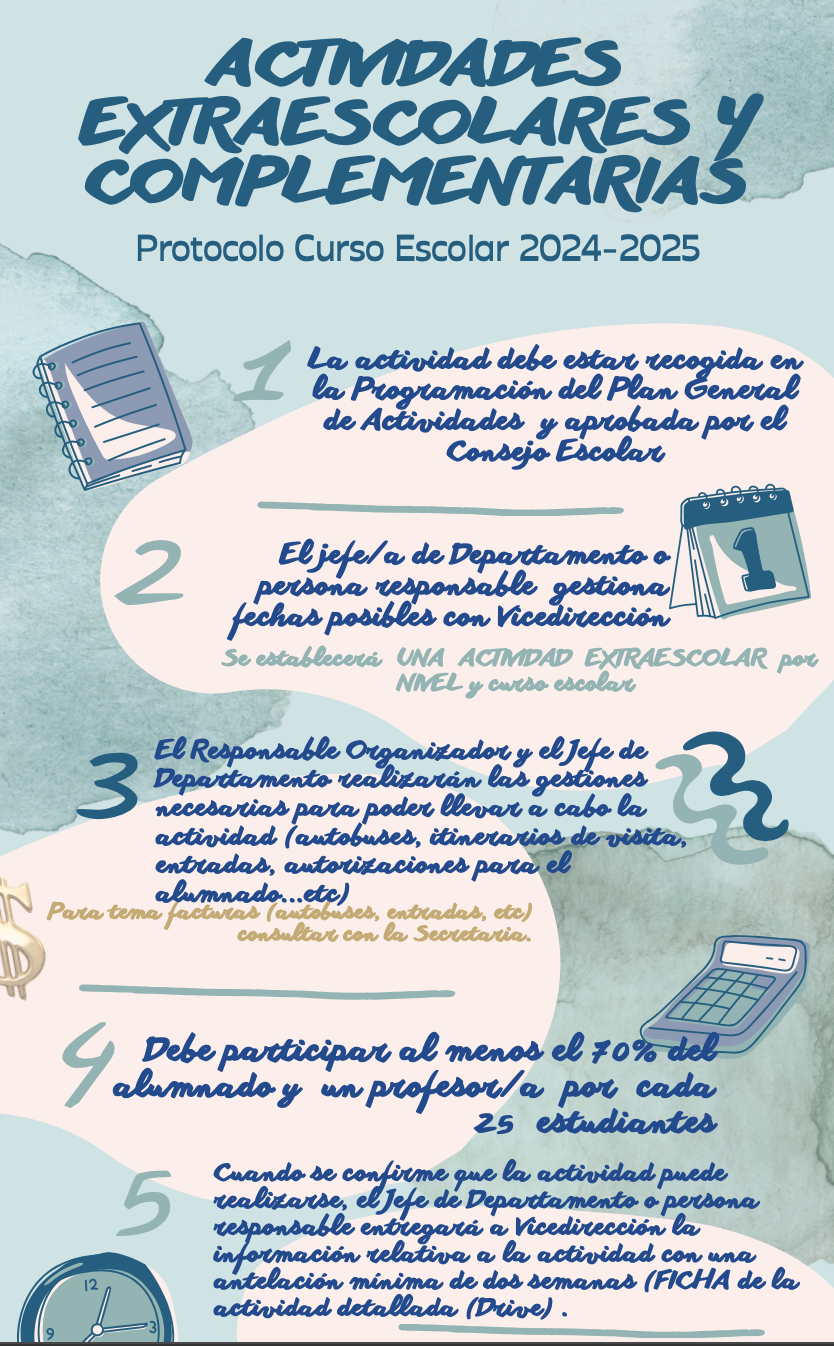 ACTIVIDADES
EXTRAESCOLARES Y
COMPLEMENTARIAS
Protocolo Curso Escolar 2024-2025
1
La actividad debe estar recogida en
la Programación del Plan General
de Actividades y aprobada por el
Consejo Escolar
1
2
El jefe/a de Departamento o
persona responsable gestiona
fechas posibles con Vicedirección
Se establecerá UNA ACTIVIDAD EXTRAESCOLAR por
NIVEL y curso escolar
3
El Responsable Organizador y el Jefe de
Departamento realizarán las gestiones
necesarias para poder llevar a cabo la
actividad (autobuses, itinerarios de visita,
entradas, autorizaciones para el
alumnado...etc)
$
Para tema facturas (autobuses, entradas, etc)
consultar con la Secretaria.
4
Debe participar al menos el 70% del
alumnado y un profesor/a por cada
25 estudiantes
5
Cuando se confirme que la actividad puede
realizarse, el Jefe de Departamento o persona
responsable entregará a Vicedirección la
información relativa a la actividad con una
antelación mínima de dos semanas (FICHA de la
actividad detallada (Drive) .
12
9
3